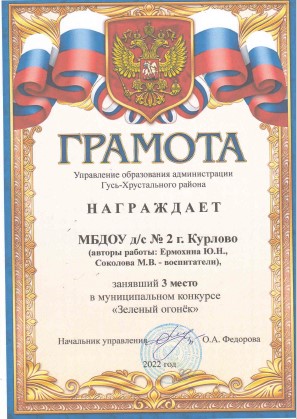 ГРАМОТА
Управление образования администрации
Гусь-Хрустального района
НАГРАЖДАЕТ
МБДОУ д/с № 2 г. Курлово
(авторы работы: Ермохина Ю.Н.,
Соколова М.В. - воспитатели),
занявший 3 место
в муниципальном конкурсе
«Зеленый огонёк»
Начальник управления О.А. Федорова
2022 год